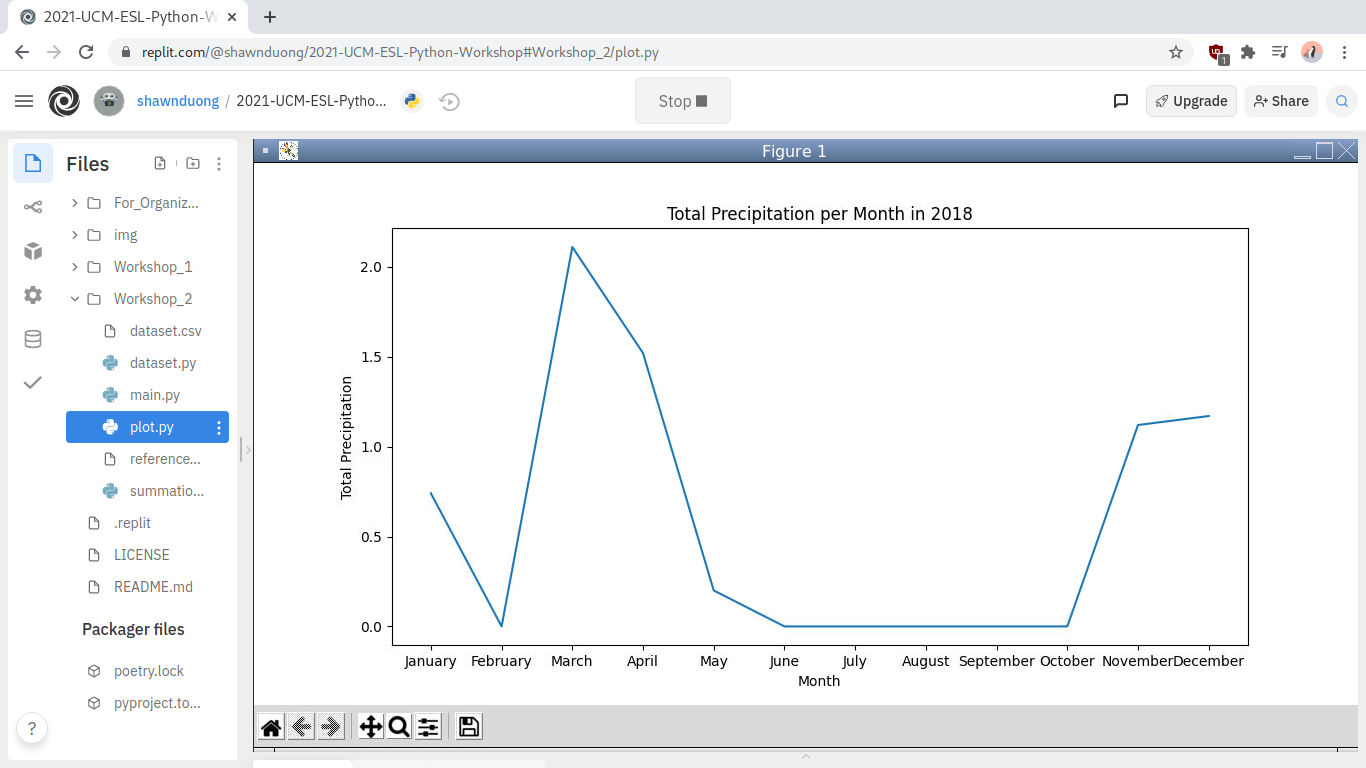 2021-UCM-ESL-Python-W
replit.com/@shawnduong/2021-UCM-ESL-Python-Workshop#Workshop_2/plot.py
1
shawnduong / 2021-UCM-ESL-Pytho...
Stop
Upgrade
Share
Files
For_Organiz...
img
Workshop_1
Workshop_2
dataset.csv
dataset.py
main.py
plot.py
reference...
summatio...
.replit
LICENSE
README.md
Packager files
poetry.lock
pyproject.to...
?
Figure 1
Total Precipitation per Month in 2018
Total Precipitation
2.0
1.5
1.0
0.5
0.0
January February March April May June July August September October November December
Month